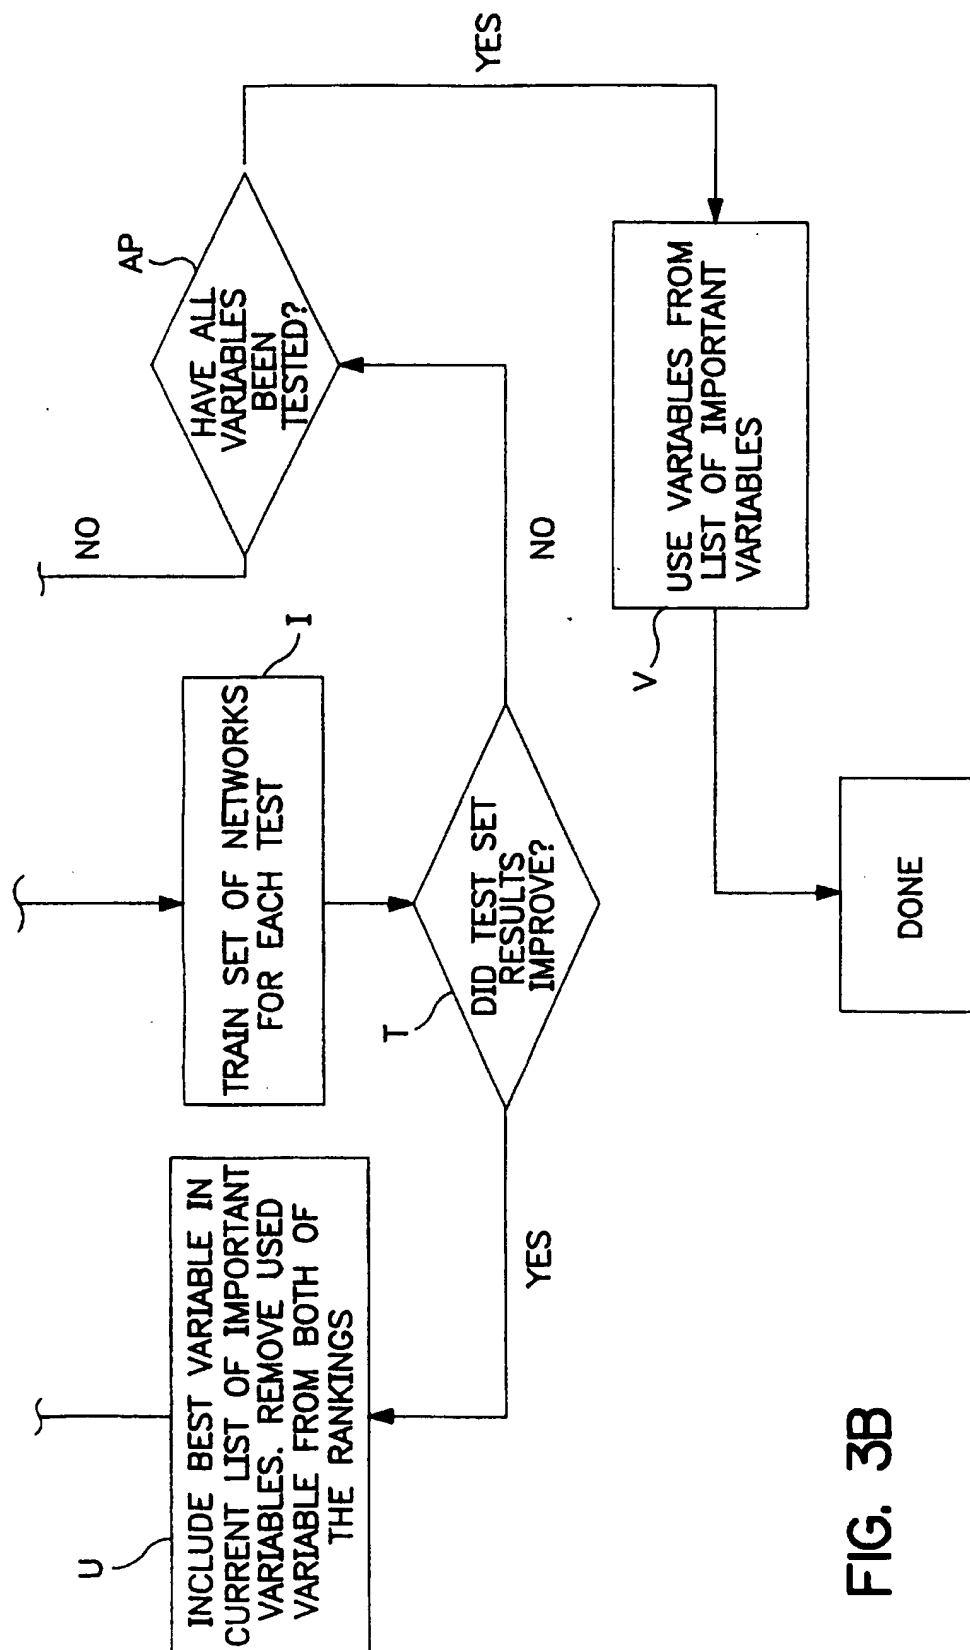 U
INCLUDE BEST VARIABLE IN
CURRENT LIST OF IMPORTANT
VARIABLES. REMOVE USED
VARIABLE FROM BOTH OF
THE RANKINGS
TRAIN SET OF NETWORKS
FOR EACH TEST
I
NO
HAVE ALL
VARIABLES
BEEN
TESTED?
AP
YES
T
DID TEST SET
RESULTS
IMPROVE?
YES
NO
V
USE VARIABLES FROM
LIST OF IMPORTANT
VARIABLES
DONE
FIG. 3B